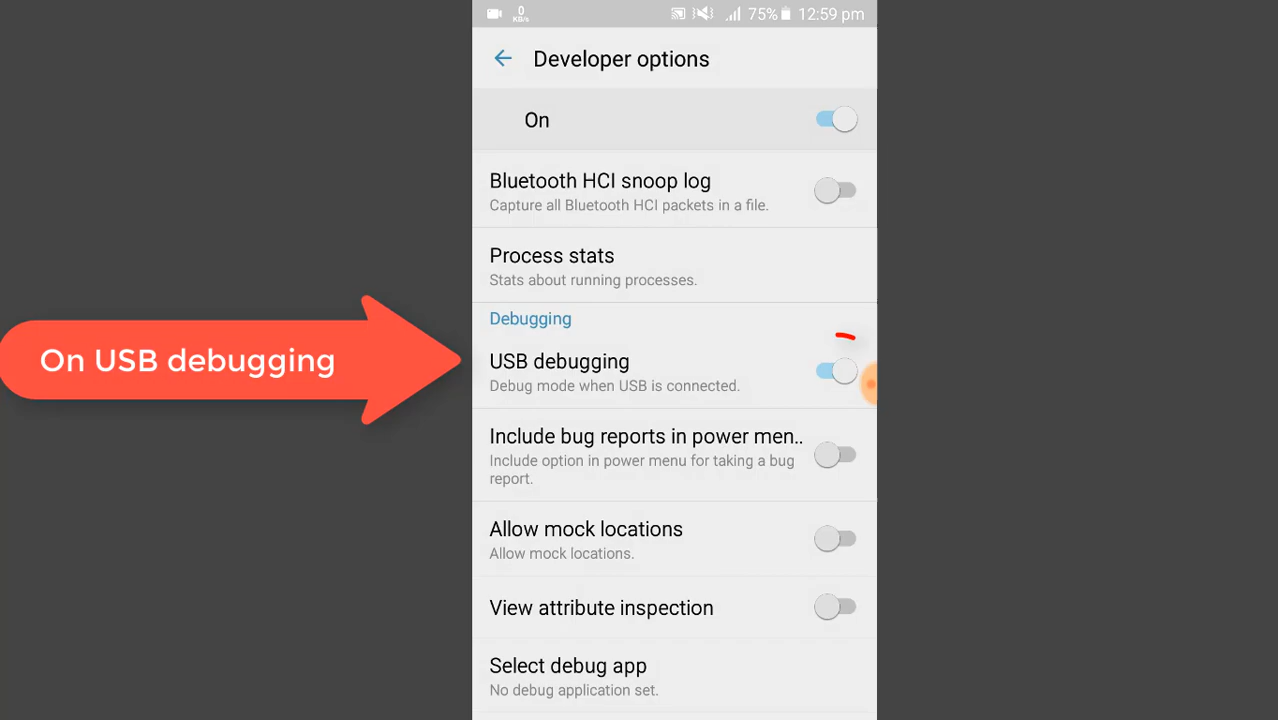 0
KB/s
75% 12:59 pm
Developer options
On
Bluetooth HCI snoop log
Capture all Bluetooth HCI packets in a file.
Process stats
Stats about running processes.
Debugging
On USB debugging
USB debugging
Debug mode when USB is connected.
Include bug reports in power men..
Include option in power menu for taking a bug
report.
Allow mock locations
Allow mock locations.
View attribute inspection
Select debug app
No debug application set.